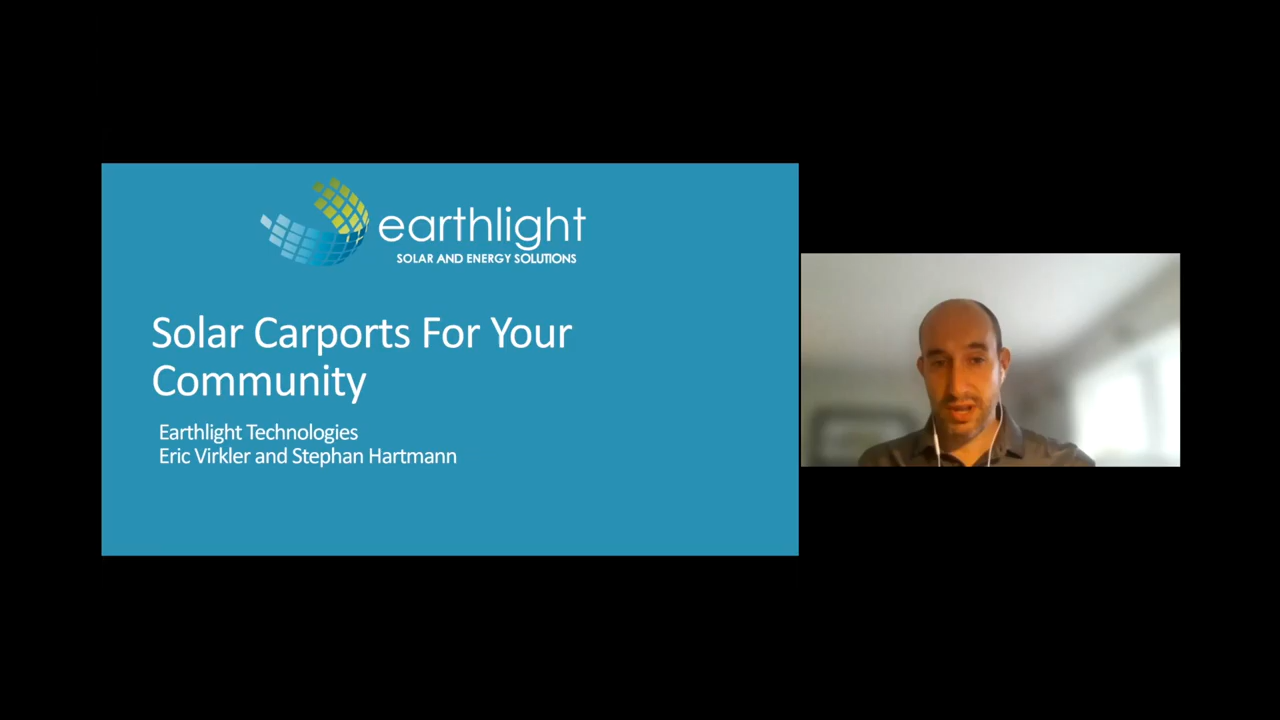 earthlight
SOLAR AND ENERGY SOLUTIONS
Solar Carports For Your
Community
Earthlight Technologies
Eric Virkler and Stephan Hartmann